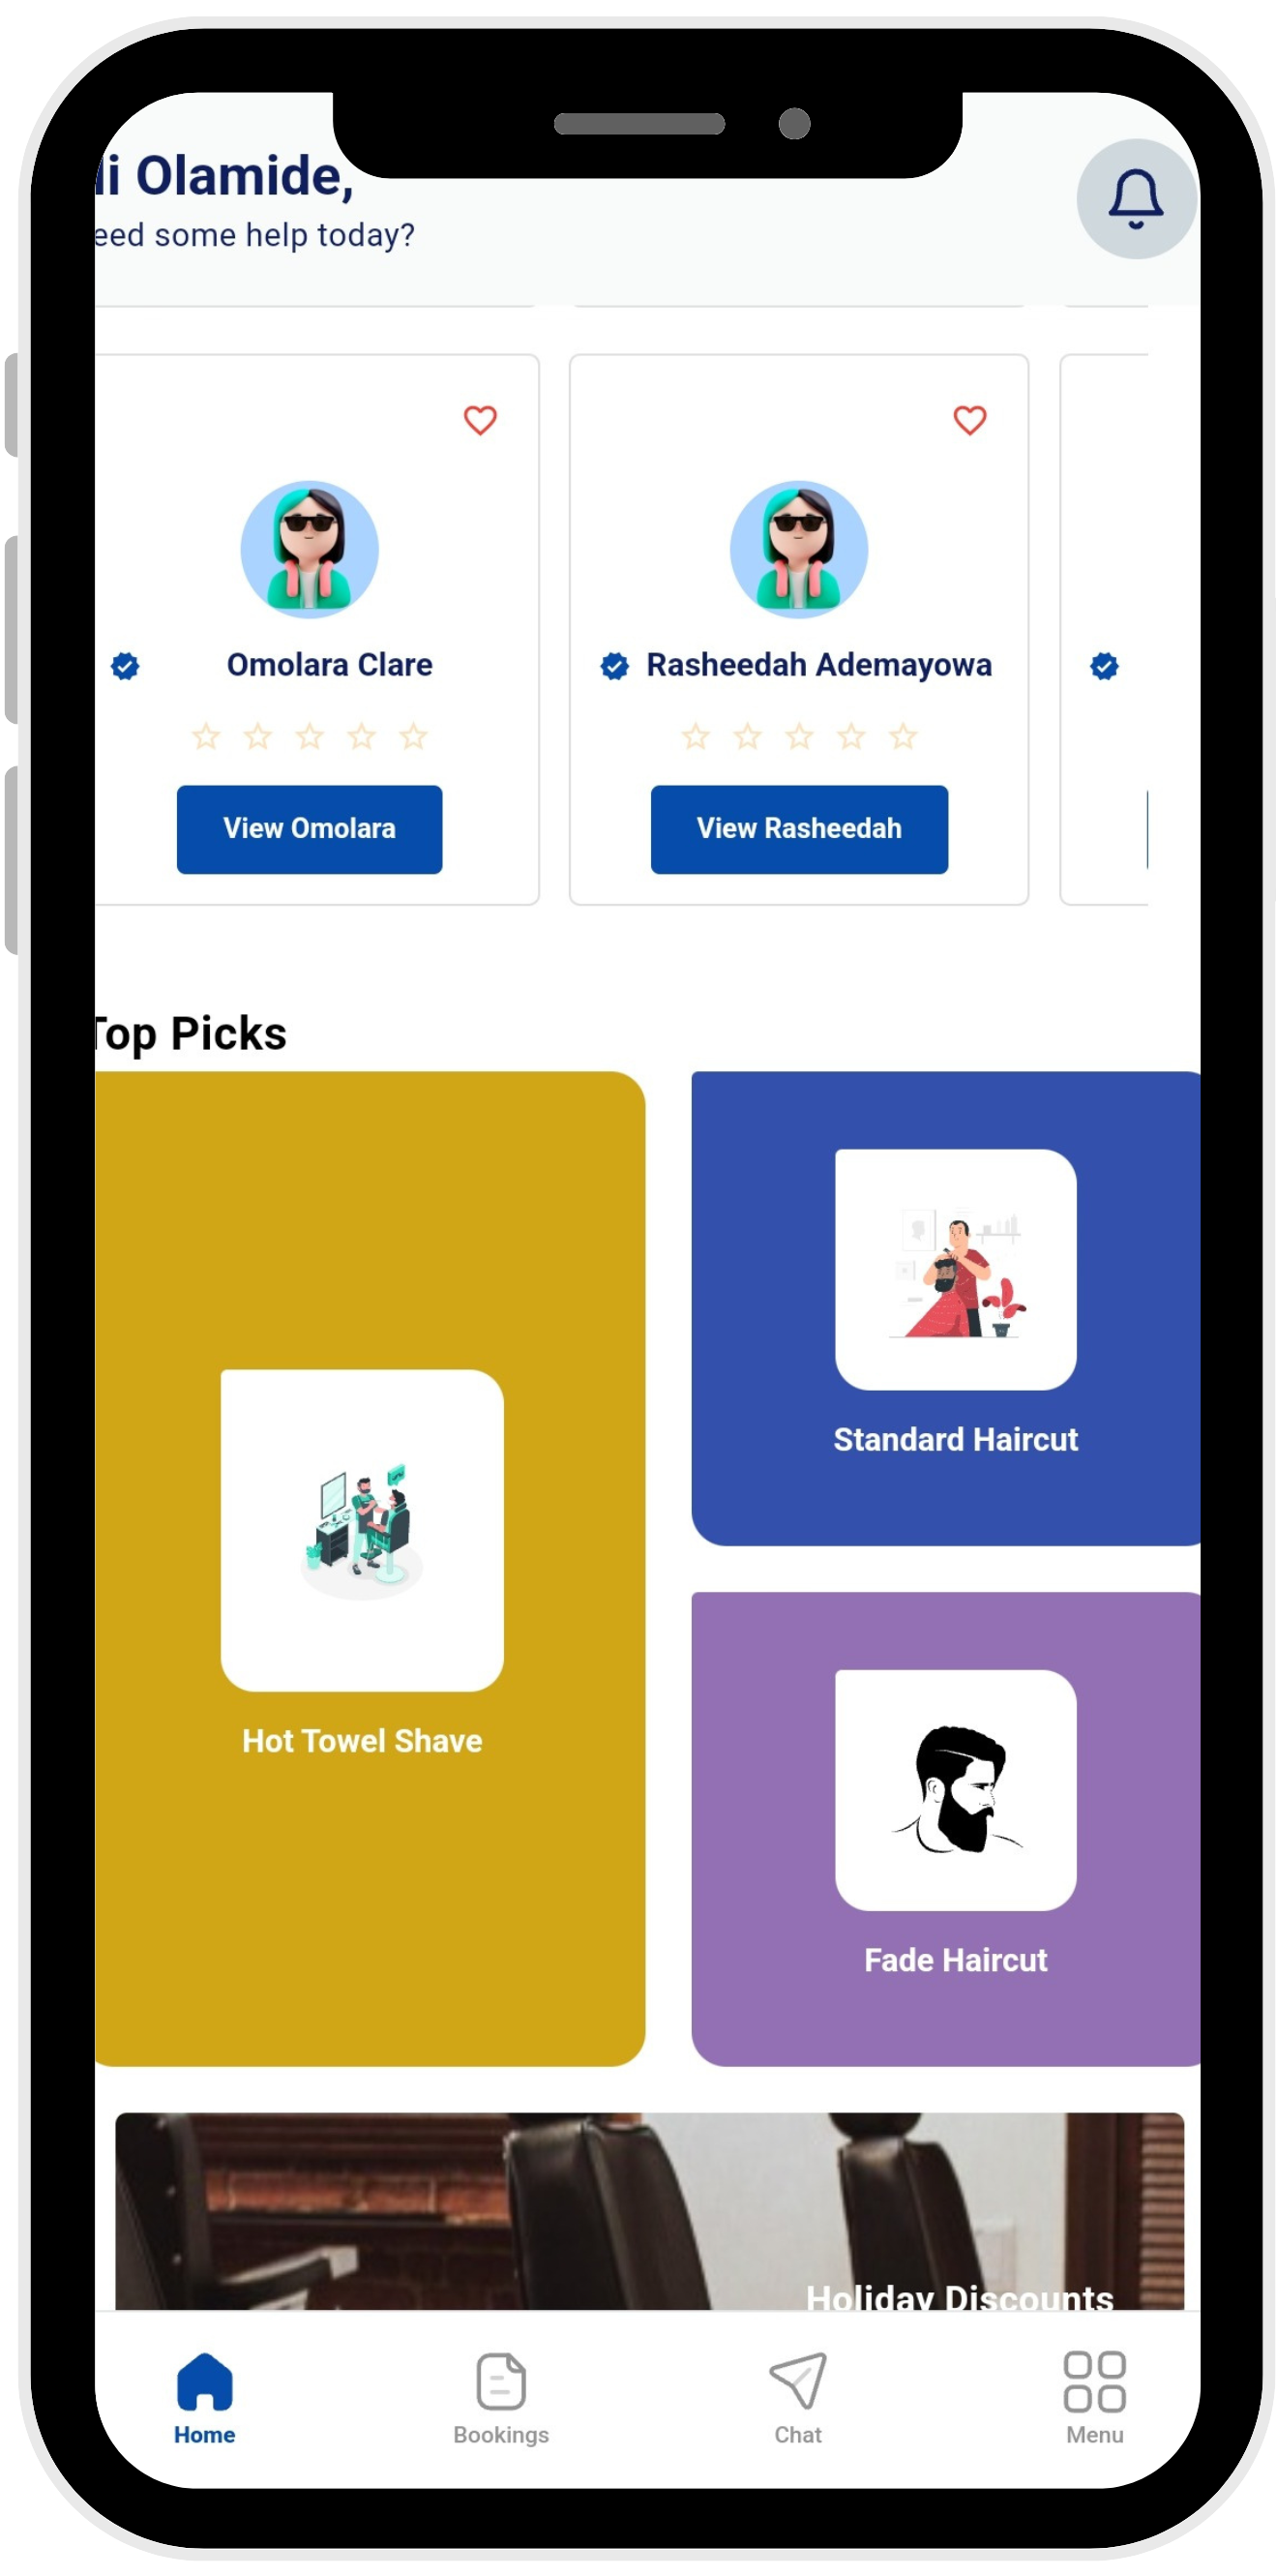 li Olamide,
eed some help today?
Omolara Clare
Rasheedah Ademayowa
View Omolara
View Rasheedah
Top Picks
Standard Haircut
Hot Towel Shave
Fade Haircut
Holiday Discounts
Home
Bookings
Chat
Menu